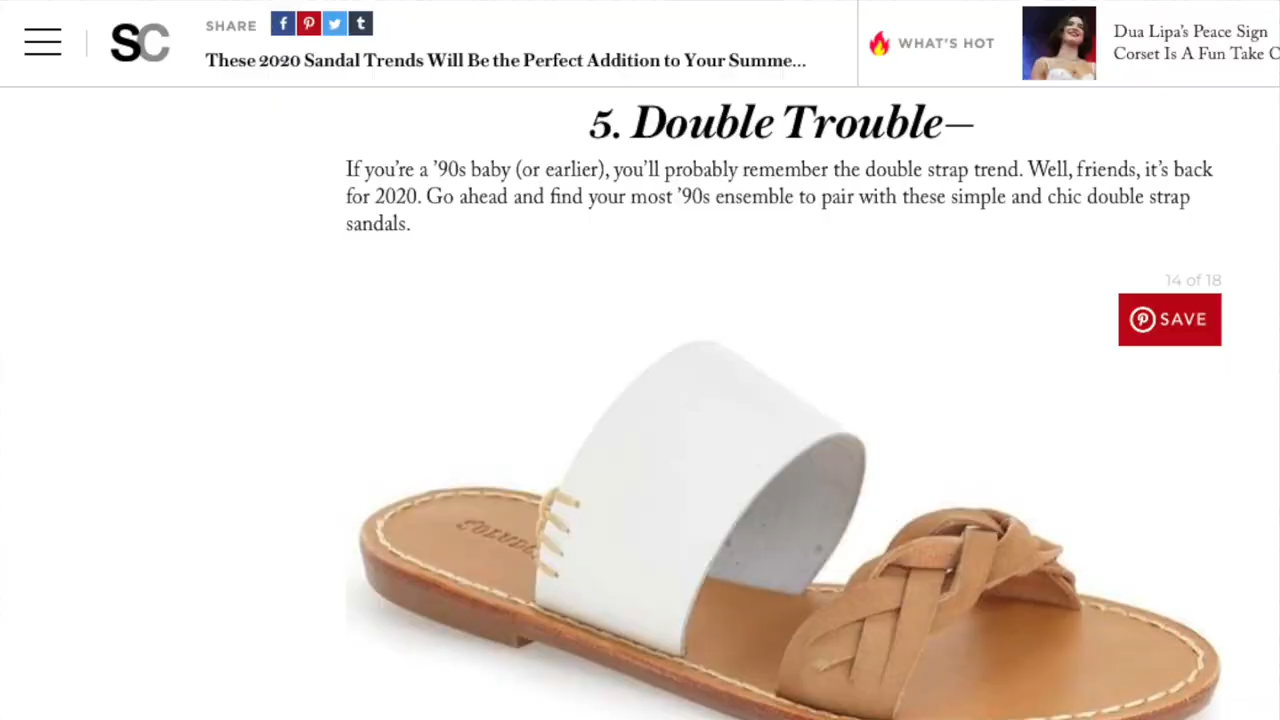 SC
SHARE
These 2020 Sandal Trends Will Be the Perfect Addition to Your Summe...
WHAT'S HOT
Dua Lipa's Peace Sign
Corset Is A Fun Take
5. Double Trouble—
If you're a '90s baby (or earlier), you'll probably remember the double strap trend. Well, friends, it's back
for 2020. Go ahead and find your most '90s ensemble to pair with these simple and chic double strap
sandals.
14 of 18
SAVE